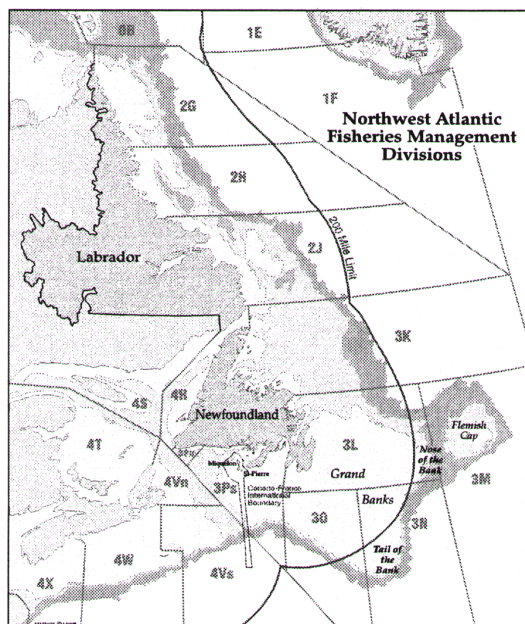 0B
1E
2G
1F
Northwest Atlantic
Fisheries Management
Divisions
2H
200 Mile Limit
2J
Labrador
3K
4S
4R
Newfoundland
Flemish
Cap
4T
3L
Nose
of the
Bank
3M
3Pn
Miquelon
St-Pierre
Grand
4Vn
3Ps
Canada-France
International
Boundary
Banks
3O
3N
4W
4Vs
Tail of
the
Bank
4X